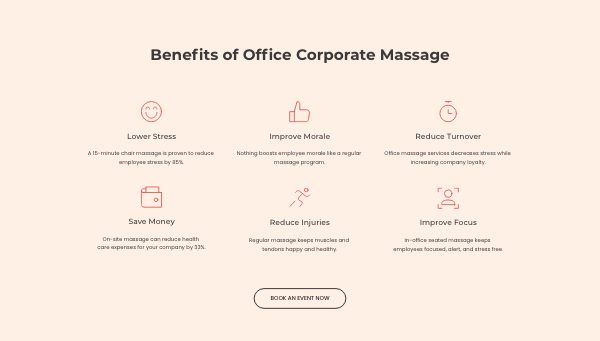 Benefits of Office Corporate Massage
Lower Stress
A 15-minute chair massage is proven to reduce
employee stress by 85%.
Improve Morale
Nothing boosts employee morale like a regular
massage program.
Reduce Turnover
Office massage services decreases stress while
increasing company loyalty.
Save Money
On-site massage can reduce health
care expenses for your company by 33%.
Reduce Injuries
Regular massage keeps muscles and
tendons happy and healthy.
Improve Focus
In-office seated massage keeps
employees focused, alert, and stress free.
BOOK AN EVENT NOW